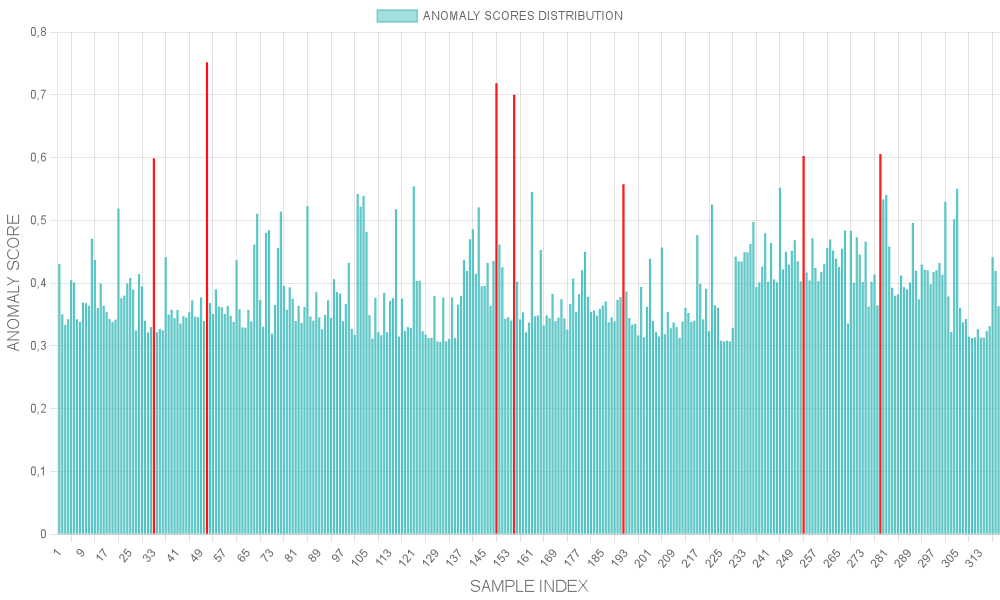 ANOMALY SCORES DISTRIBUTION
0,8
0,7
0,6
0,5
0,4
0,3
0,2
0,1
0
ANOMALY SCORE
1 9 17 25 33 41 49 57 65 73 81 89 97 105 113 121 129 137 145 153 161 169 177 185 193 201 209 217 225 233 241 249 257 265 273 281 289 297 305 313
SAMPLE INDEX